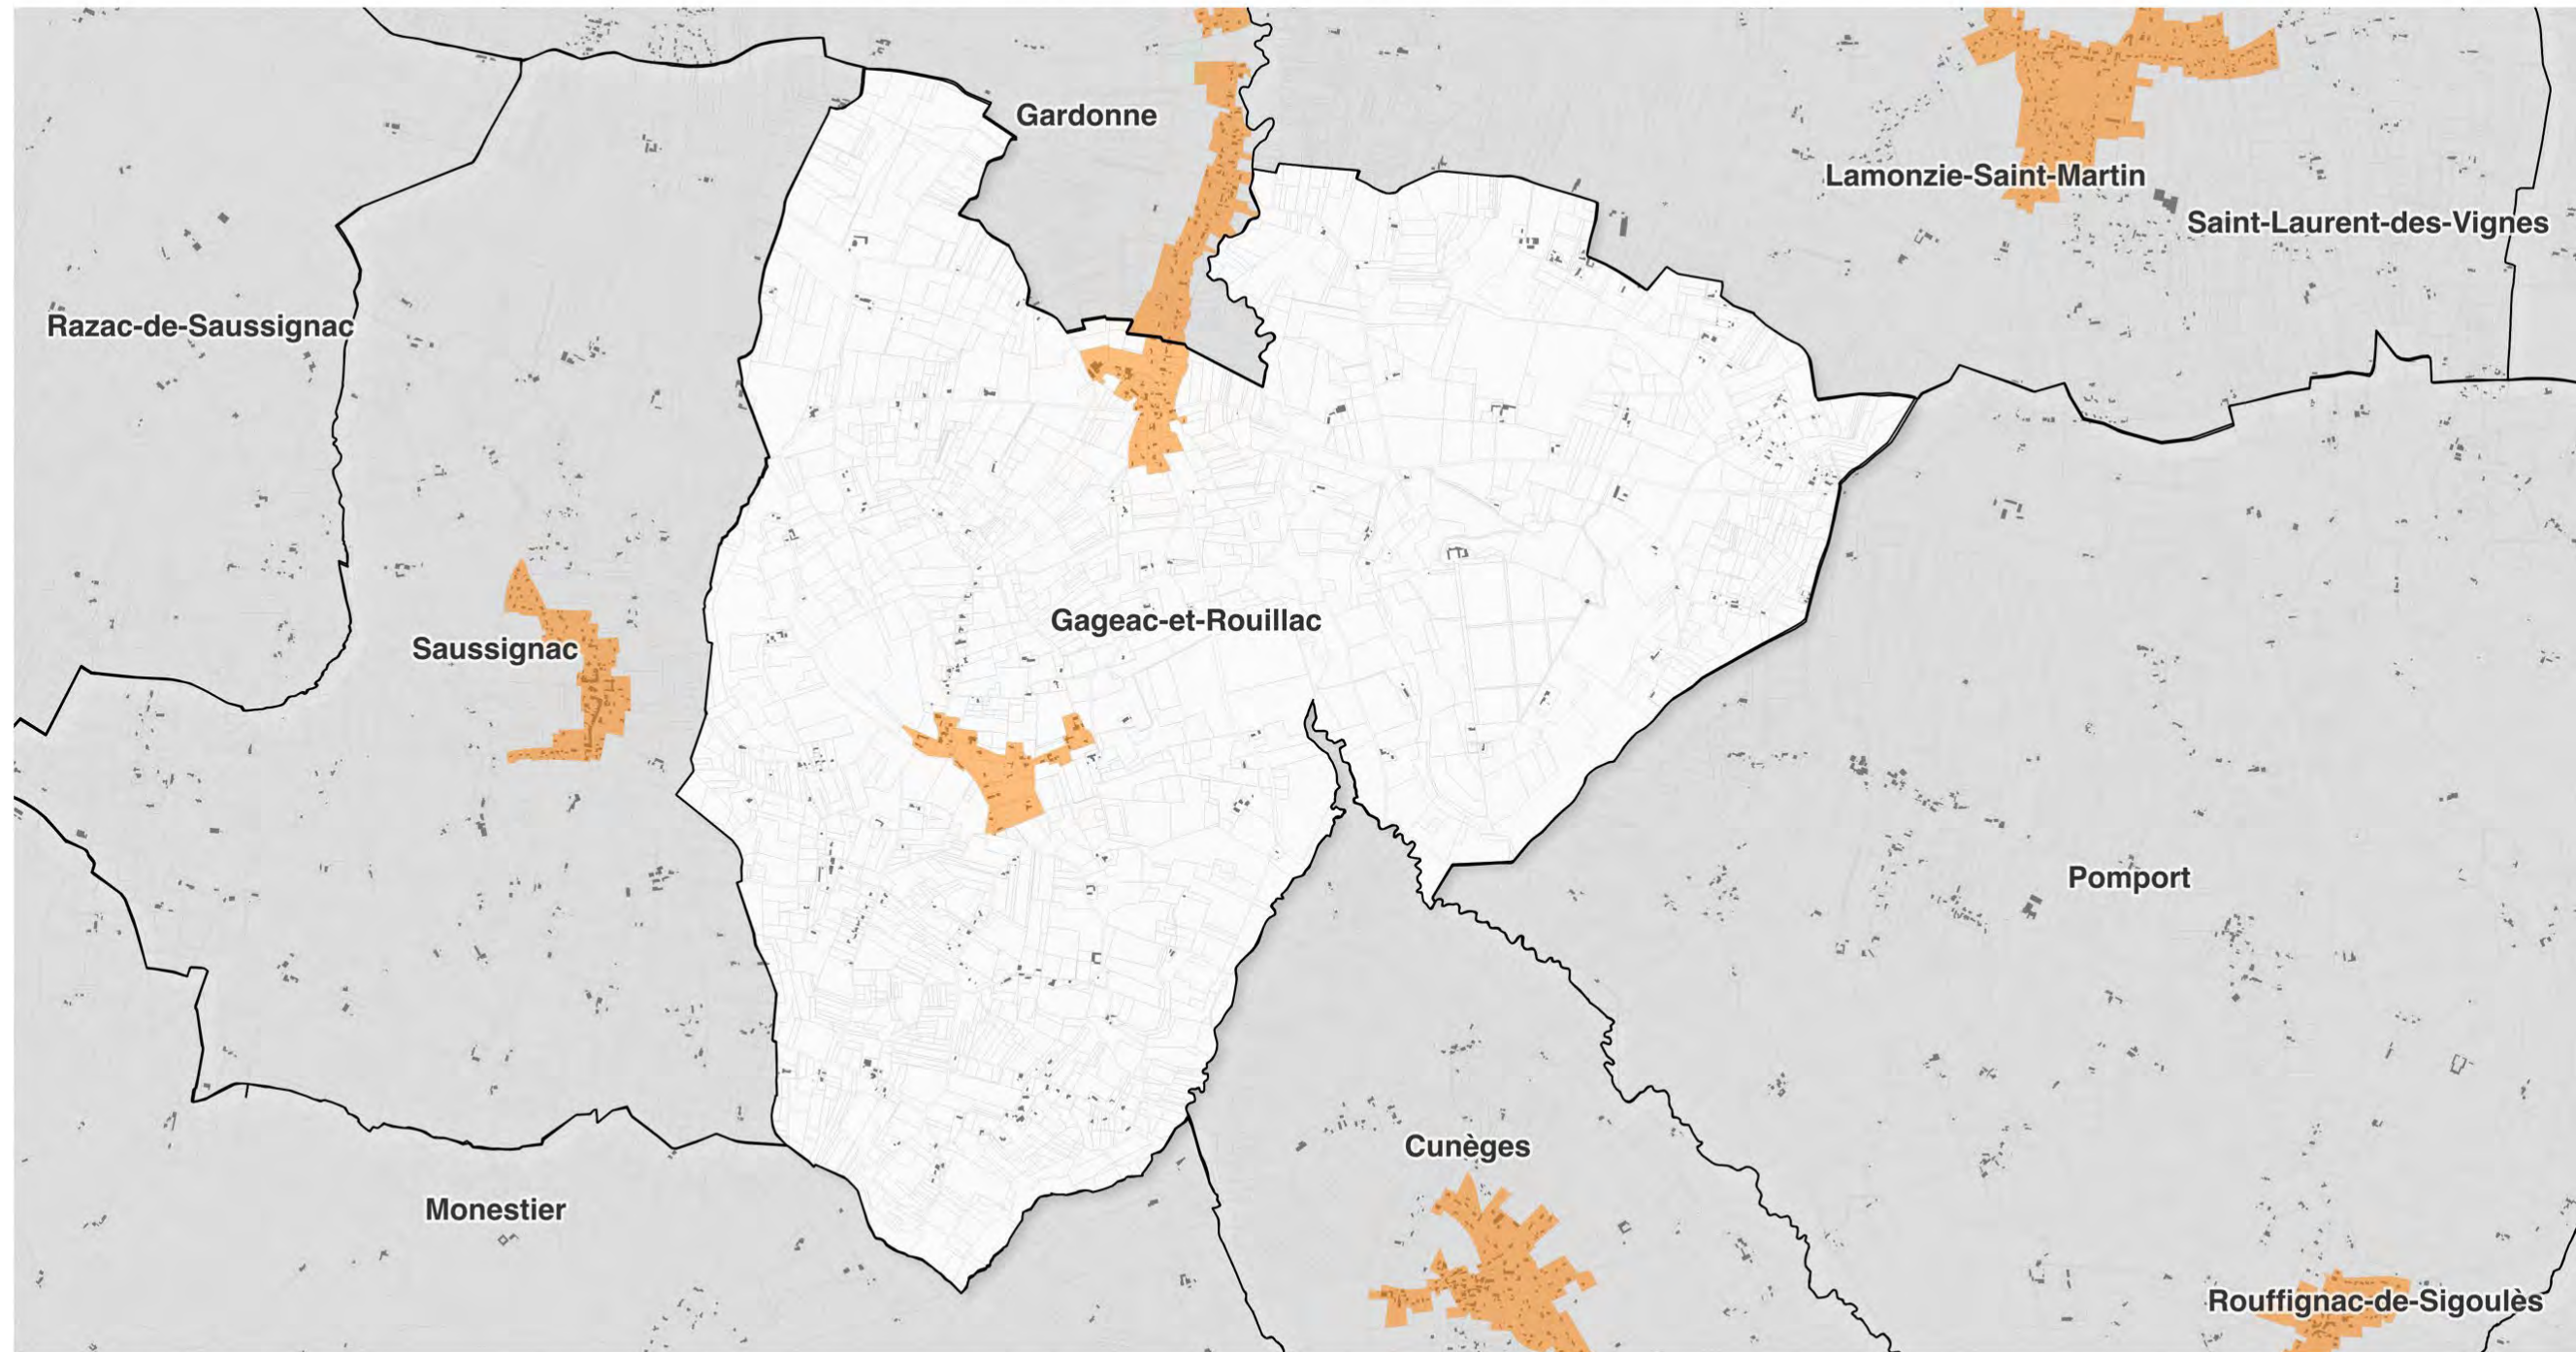 Gardonne
Lamonzie-Saint-Martin
Saint-Laurent-des-Vignes
Razac-de-Saussignac
Gageac-et-Rouillac
Saussignac
Pomport
Cunèges
Monestier
Rouffignac-de-Sigoulès